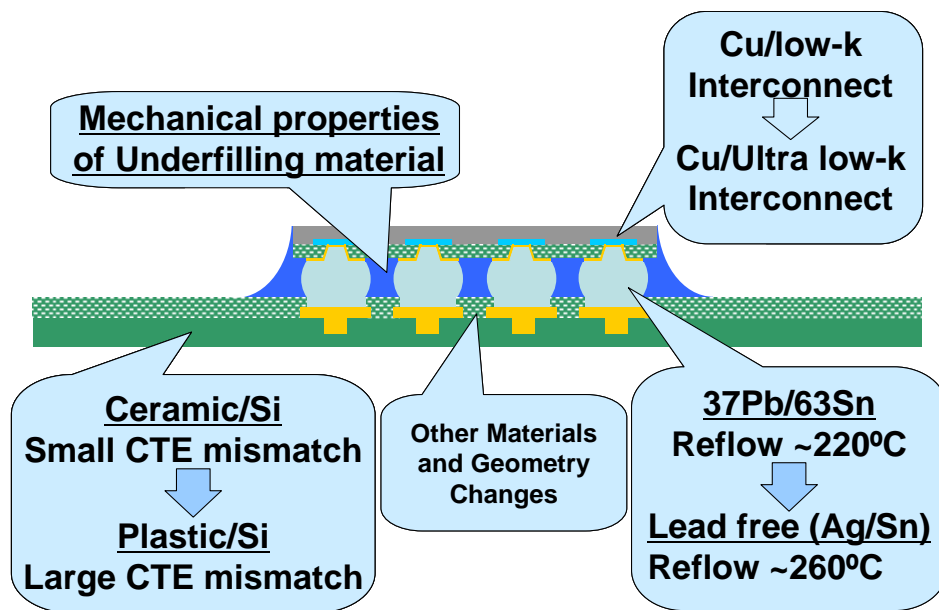 Mechanical properties
of Underfilling material
Cu/low-k
Interconnect
Cu/Ultra low-k
Interconnect
Ceramic/Si
Small CTE mismatch
Plastic/Si
Large CTE mismatch
Other Materials
and Geometry
Changes
37Pb/63Sn
Reflow ~220ºC
Lead free (Ag/Sn)
Reflow ~260ºC